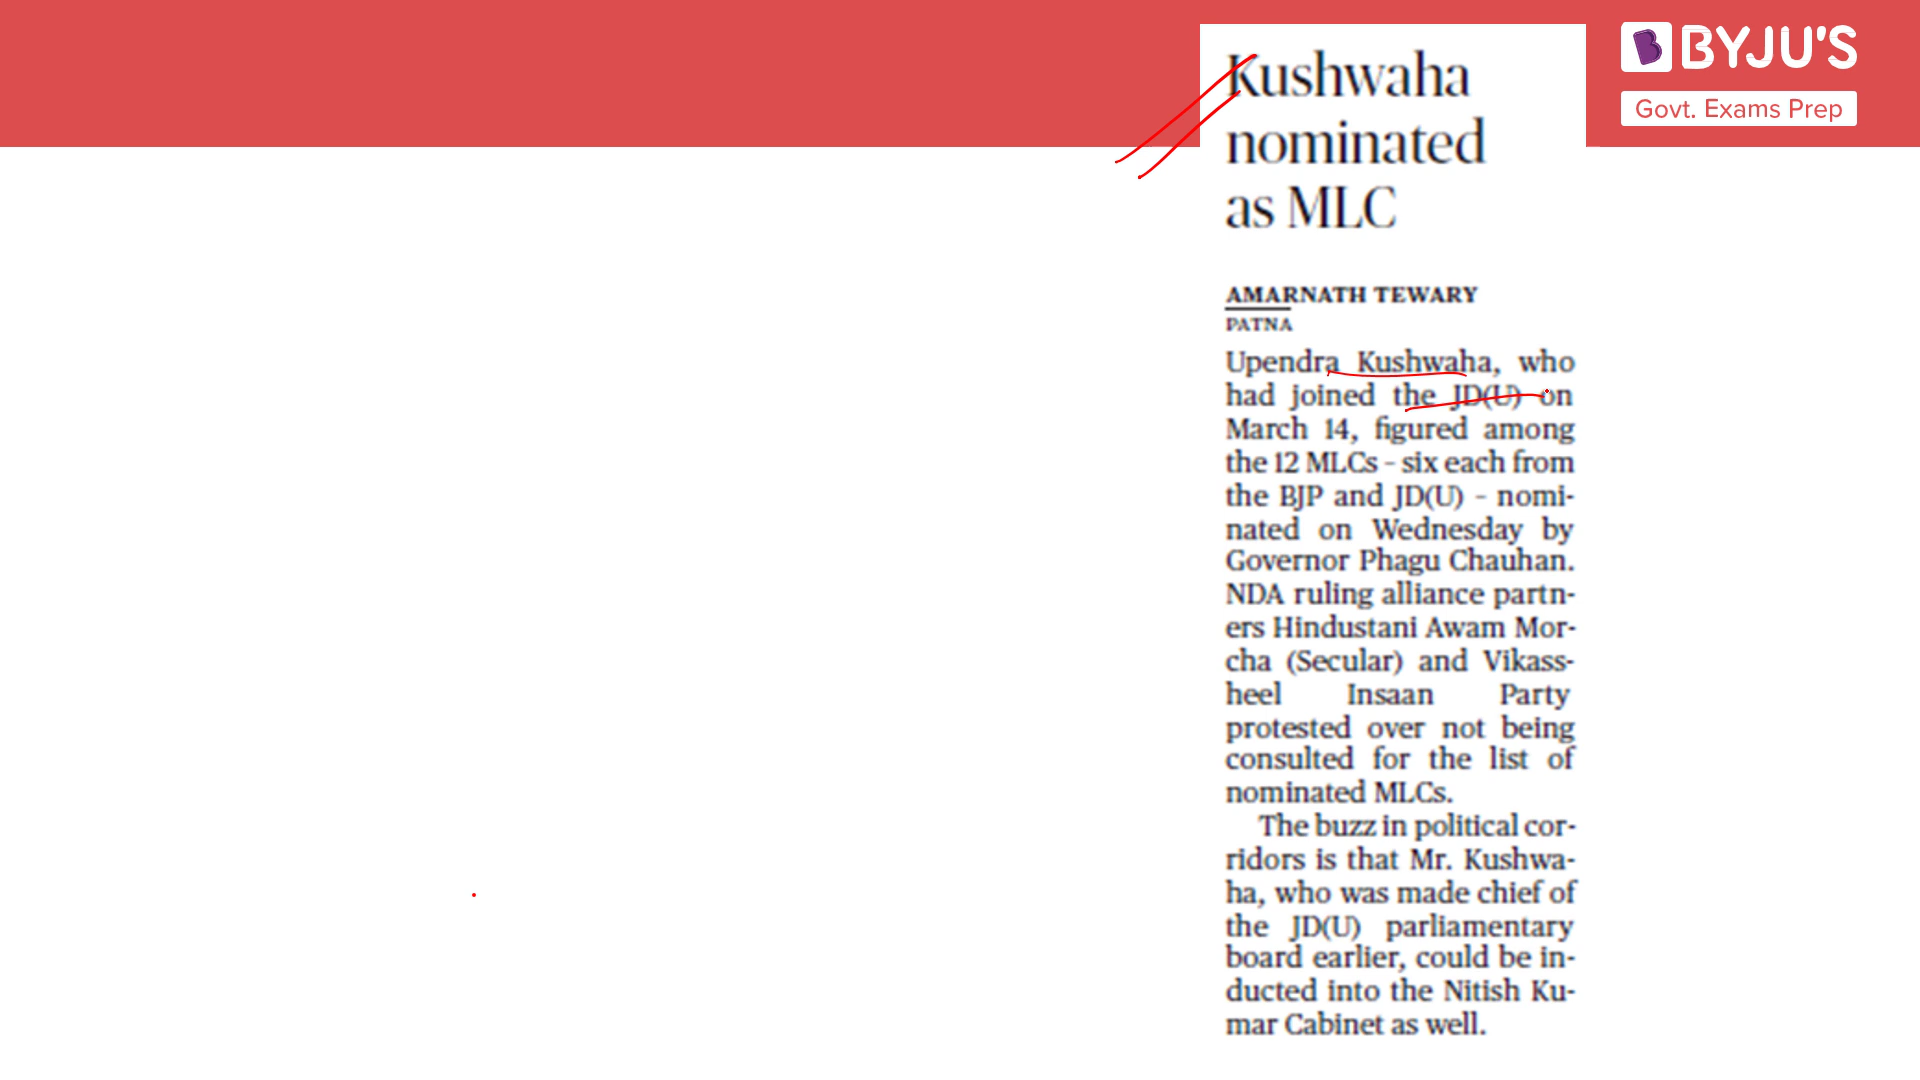 BYJU'S
Govt. Exams Prep
Kushwaha
nominated
as MLC
AMARNATH TEWARY
PATNA
Upendra Kushwaha, who
had joined the JD(U) on
March 14, figured among
the 12 MLCs – six each from
the BJP and JD(U) – nomi-
nated on Wednesday by
Governor Phagu Chauhan.
NDA ruling alliance partn-
ers Hindustani Awam Mor-
cha (Secular) and Vikass-
heel Insaan Party
protested over not being
consulted for the list of
nominated MLCs.
The buzz in political cor-
ridors is that Mr. Kushwa-
ha, who was made chief of
the JD(U) parliamentary
board earlier, could be in-
ducted into the Nitish Ku-
mar Cabinet as well.